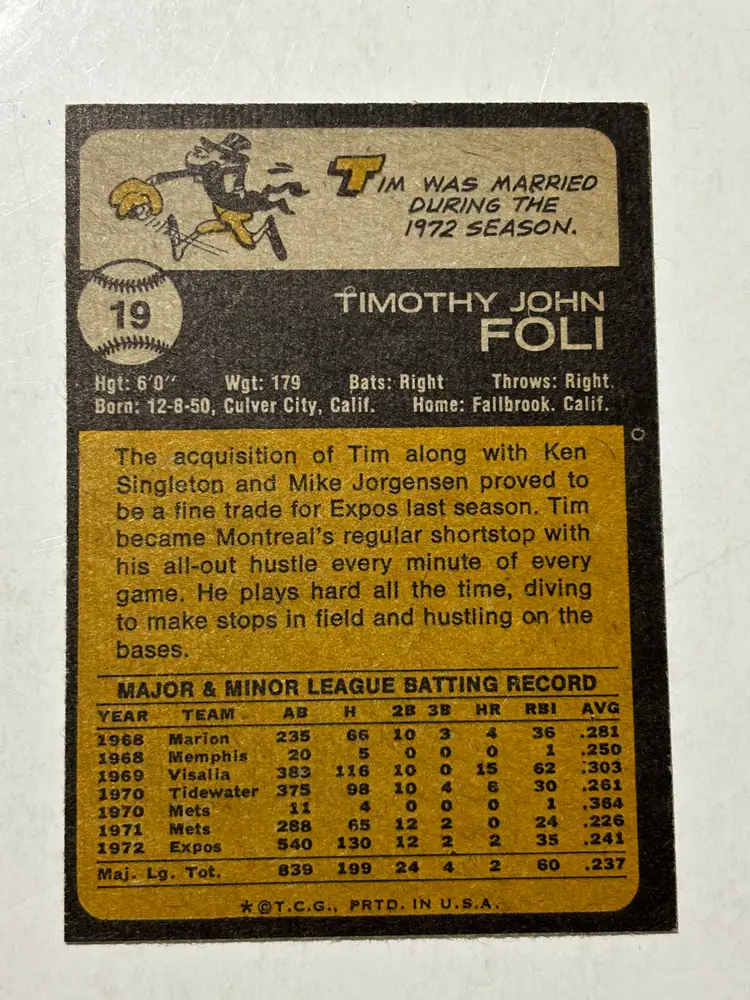 TIM WAS MARRIED
DURING THE
1972 SEASON.
19
TIMOTHY JOHN
FOLI
Hgt: 6'0" Wgt: 179 Bats: Right Throws: Right
Born: 12-8-50, Culver City, Calif. Home: Fallbrook. Calif.
The acquisition of Tim along with Ken
Singleton and Mike Jorgensen proved to
be a fine trade for Expos last season. Tim
became Montreal's regular shortstop with
his all-out hustle every minute of every
game. He plays hard all the time, diving
to make stops in field and hustling on the
bases.
MAJOR & MINOR LEAGUE BATTING RECORD
YEAR TEAM AB H 2B 3B HR RBI AVG
1968 Marion 235 66 10 3 4 36 .281
1968 Memphis 20 5 0 0 0 1 .250
1969 Visalia 383 116 10 0 15 62 .303
1970 Tidewater 375 98 10 4 6 30 .261
1970 Mets 11 4 0 0 0 1 .364
1971 Mets 288 65 12 2 0 24 .226
1972 Expos 540 130 12 2 2 35 .241
Maj. Lg. Tot. 839 199 24 4 2 60 .237
*©T.C.G., PRTD. IN U.S.A.